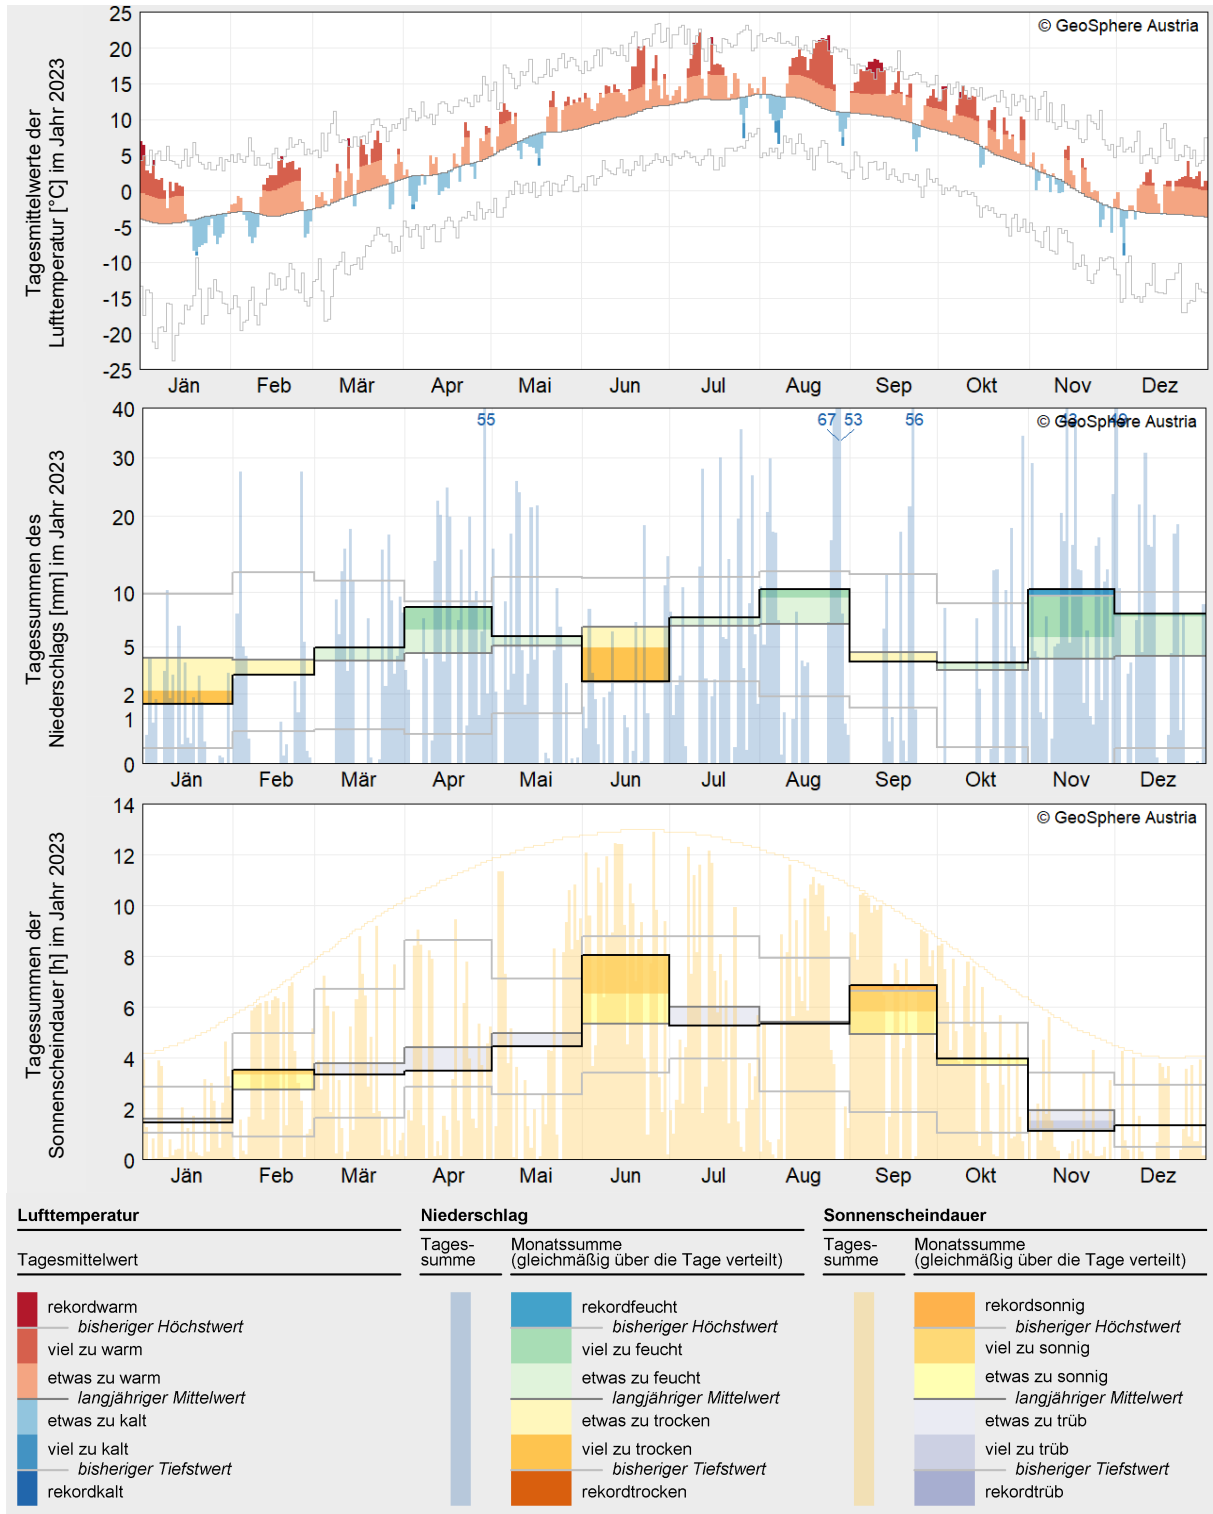 Tagesmittelwerte der
Lufttemperatur [°C] im Jahr 2023
25
20
15
10
5
0
-5
-10
-15
-20
-25
© GeoSphere Austria
Jän Feb Mär Apr Mai Jun Jul Aug Sep Okt Nov Dez
Tagessummen des
Niederschlags [mm] im Jahr 2023
40
30
20
10
5
2
1
0
55 67 53 56 43 49
© GeoSphere Austria
Jän Feb Mär Apr Mai Jun Jul Aug Sep Okt Nov Dez
Tagessummen der
Sonnenscheindauer [h] im Jahr 2023
14
12
10
8
6
4
2
0
© GeoSphere Austria
Jän Feb Mär Apr Mai Jun Jul Aug Sep Okt Nov Dez
Lufttemperatur
Tagesmittelwert
rekordwarm
bisheriger Höchstwert
viel zu warm
etwas zu warm
langjähriger Mittelwert
etwas zu kalt
viel zu kalt
bisheriger Tiefstwert
rekordkalt
Niederschlag
Tages-
summe
Monatssumme
(gleichmäßig über die Tage verteilt)
rekordfeucht
bisheriger Höchstwert
viel zu feucht
etwas zu feucht
langjähriger Mittelwert
etwas zu trocken
viel zu trocken
bisheriger Tiefstwert
rekordtrocken
Sonnenscheindauer
Tages-
summe
Monatssumme
(gleichmäßig über die Tage verteilt)
rekordsonnig
bisheriger Höchstwert
viel zu sonnig
etwas zu sonnig
langjähriger Mittelwert
etwas zu trüb
viel zu trüb
bisheriger Tiefstwert
rekordtrüb